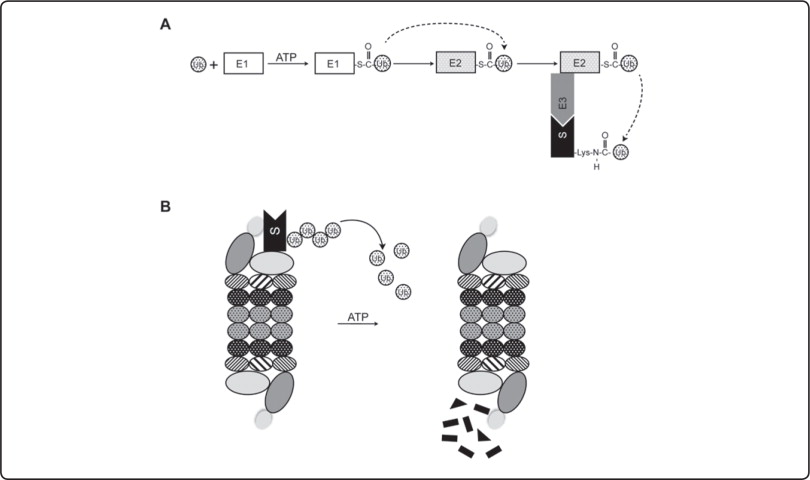 A
Ub + E1 ATP E1 -S-C- O Ub E2 -S-C- O Ub E2 -S-C- O Ub
E3
S -Lys-N-C- O H Ub
B
S Ub Ub Ub Ub Ub Ub Ub Ub
ATP